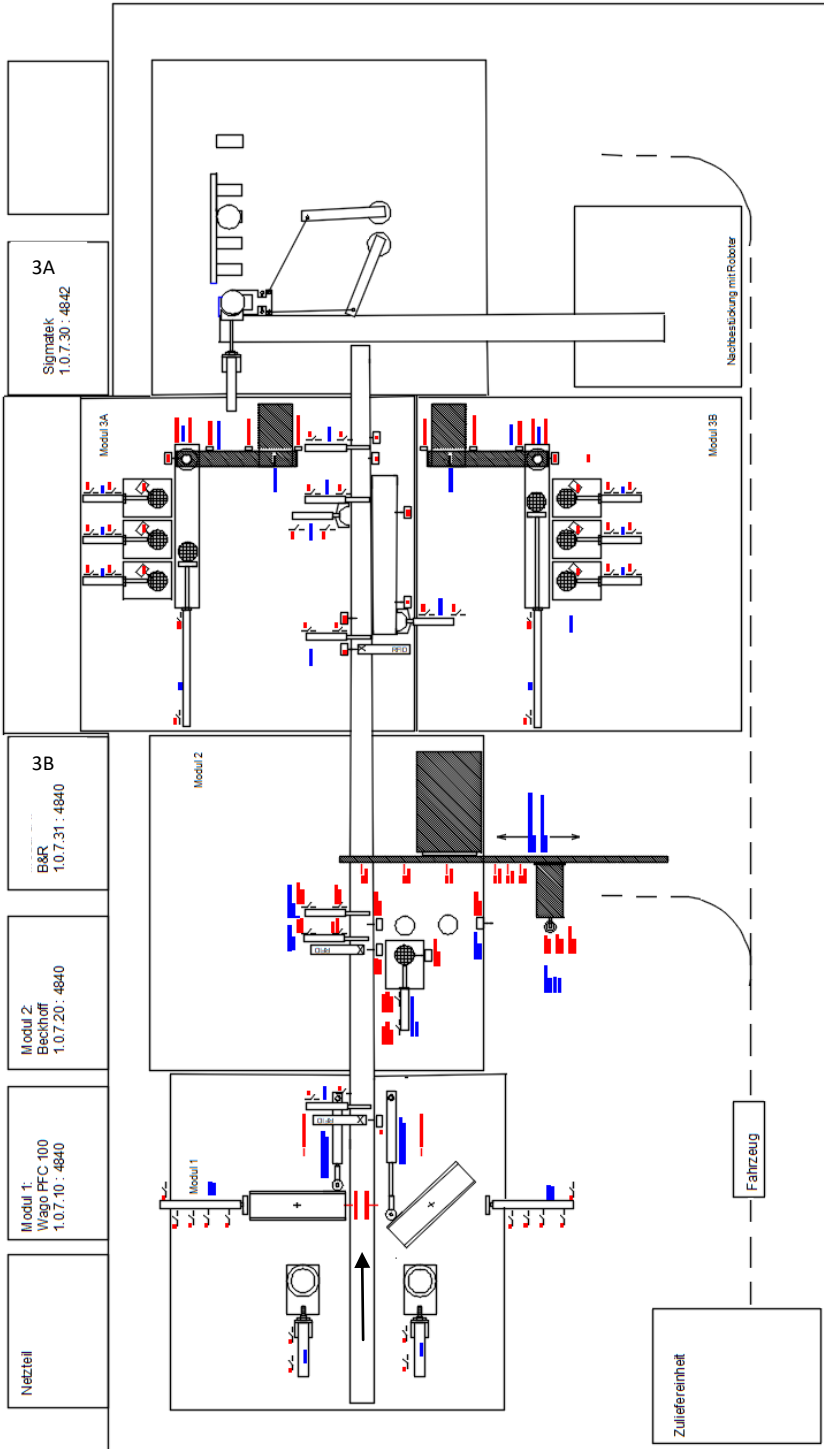 3A
Sigmatek
1.0.7.30 : 4842
Modul 3A
Nachbestückung mit Roboter
Modul 3B
RFID
3B
B&R
1.0.7.31 : 4840
Modul 2
Modul 2:
Beckhoff
1.0.7.20 : 4840
RFID
Modul 1:
Wago PFC 100
1.0.7.10 : 4840
Modul 1
RFID
Fahrzeug
Netzteil
Zuliefereinheit